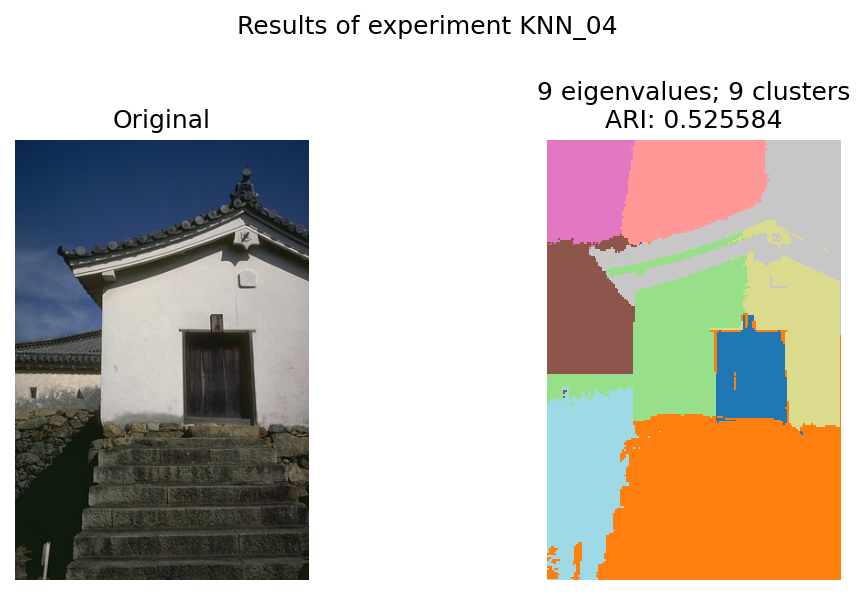 Results of experiment KNN_04
Original
9 eigenvalues; 9 clusters
ARI: 0.525584